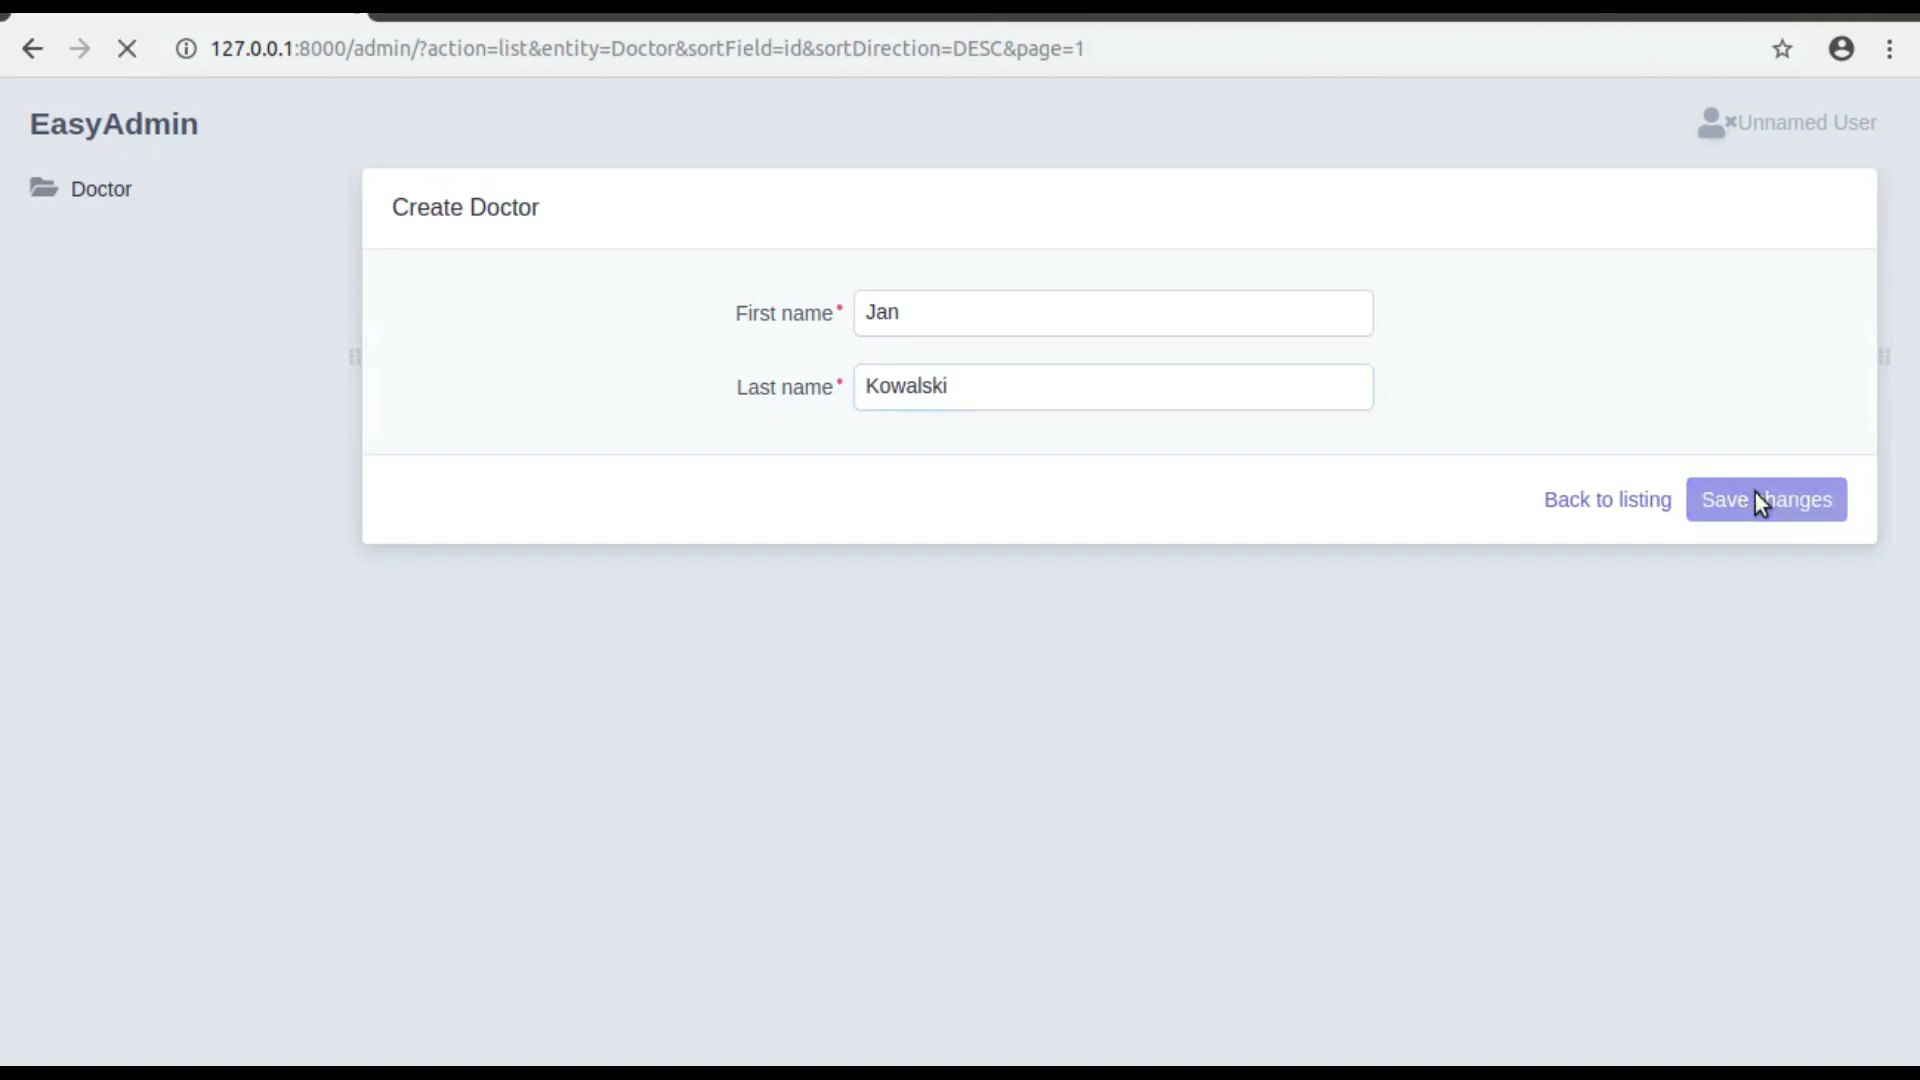 127.0.0.1:8000/admin/?action=list&entity=Doctor&sortField=id&sortDirection=DESC&page=1
EasyAdmin
Unnamed User
Doctor
Create Doctor
First name*
Jan
Last name*
Kowalski
Back to listing
Save changes